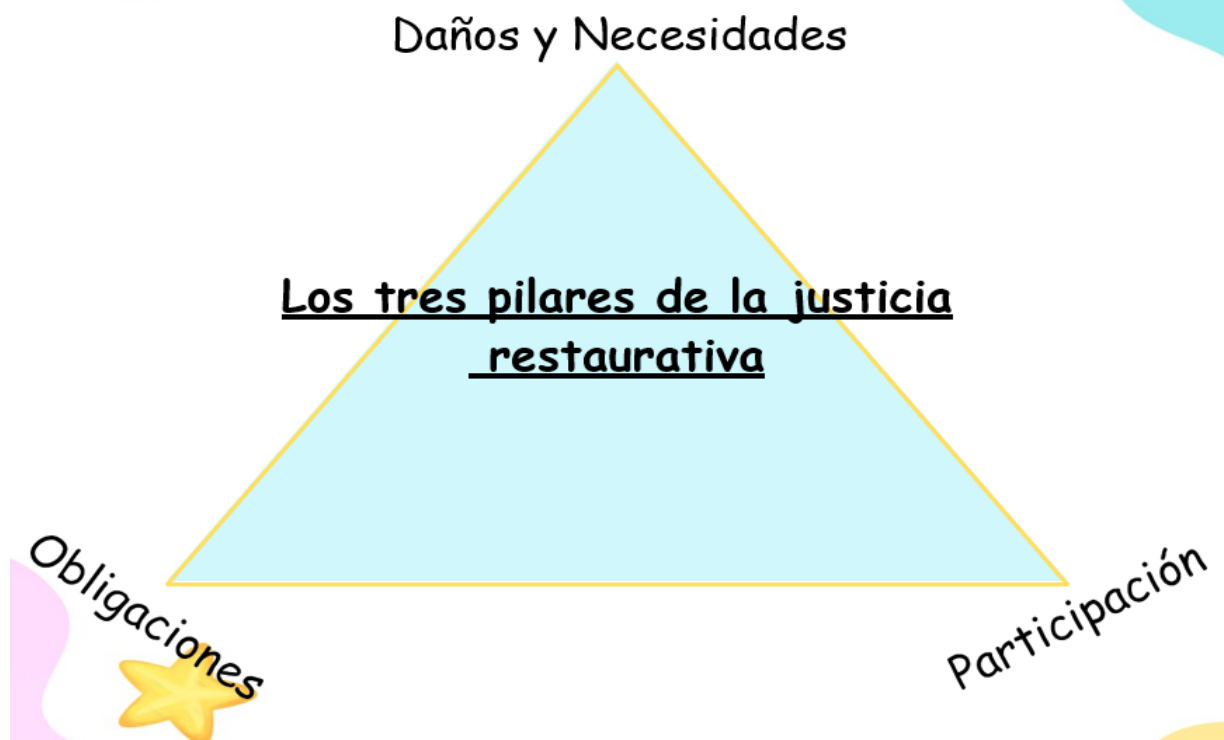 Daños y Necesidades
Los tres pilares de la justicia
restaurativa
Obligaciones
Participación